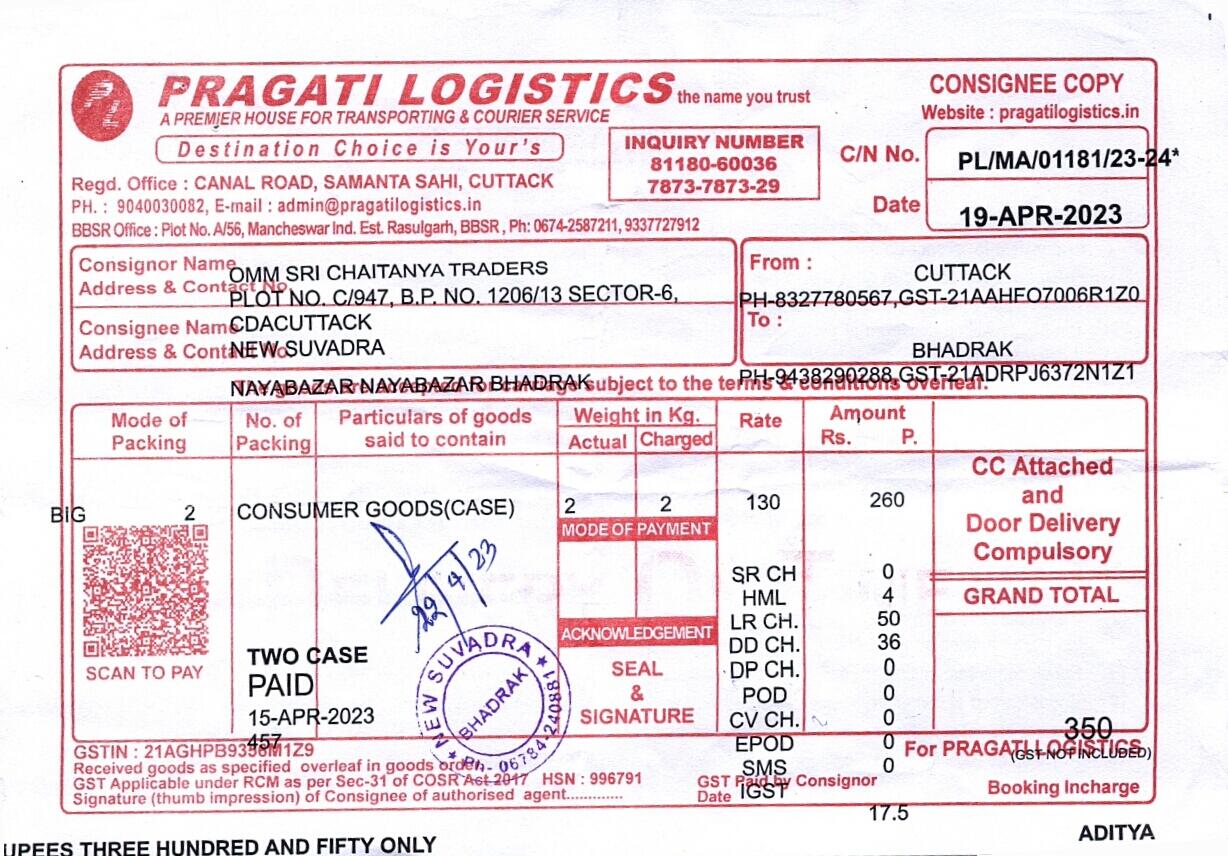 PRAGATI LOGISTICS the name you trust
A PREMIER HOUSE FOR TRANSPORTING & COURIER SERVICE
Destination Choice is Your's
CONSIGNEE COPY
Website : pragatilogistics.in
INQUIRY NUMBER
81180-60036
7873-7873-29
C/N No. PL/MA/01181/23-24*
Date 19-APR-2023
Regd. Office : CANAL ROAD, SAMANTA SAHI, CUTTACK
PH. : 9040030082, E-mail : admin@pragatilogistics.in
BBSR Office : Plot No. A/56, Mancheswar Ind. Est. Rasulgarh, BBSR , Ph: 0674-2587211, 9337727912
Consignor Name OMM SRI CHAITANYA TRADERS
Address & Contact No. PLOT NO. C/947, B.P. NO. 1206/13 SECTOR-6,
Consignee Name CDACUTTACK
Address & Contact No. NEW SUVADRA
NAYABAZAR NAYABAZAR BHADRAK
From : CUTTACK
PH-8327780567,GST-21AAHFO7006R1Z0
To :
BHADRAK
PH-9438290288,GST-21ADRPJ6372N1Z1
The goods are accepted for carriage subject to the terms & conditions overleaf.
Mode of Packing No. of Packing Particulars of goods said to contain Weight in Kg. Actual Charged Rate Amount Rs. P.
BIG 2 CONSUMER GOODS(CASE) 2 2 130 260
CC Attached
and
Door Delivery
Compulsory
GRAND TOTAL
MODE OF PAYMENT
ACKNOWLEDGEMENT
SEAL
&
SIGNATURE
SR CH 0
HML 4
LR CH. 50
DD CH. 36
DP CH. 0
POD 0
CV CH. 0
EPOD 0
SMS 0
IGST 17.5
SCAN TO PAY
22/4/23
TWO CASE
PAID
15-APR-2023
457
NEW SUVADRA
BHADRAK
Ph- 06784-240881
350
(GST NOT INCLUDED)
For PRAGATI LOGISTICS
GSTIN : 21AGHPB9356M1Z9
Received goods as specified overleaf in goods order.
GST Applicable under RCM as per Sec-31 of COSR Act 2017 HSN : 996791
Signature (thumb impression) of Consignee of authorised agent.............
GST Paid by Consignor
Date
Booking Incharge
ADITYA
UPEES THREE HUNDRED AND FIFTY ONLY